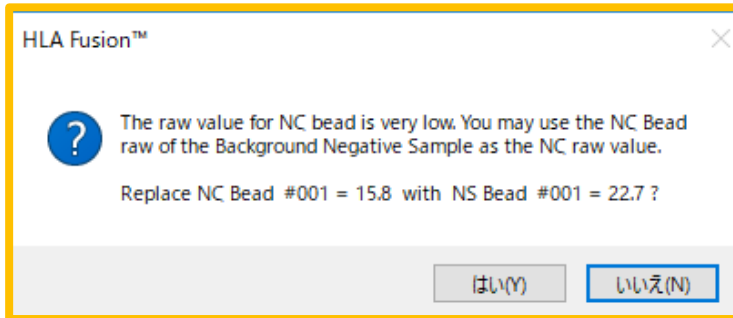 HLA Fusion™
The raw value for NC bead is very low. You may use the NC Bead
raw of the Background Negative Sample as the NC raw value.
Replace NC Bead #001 = 15.8 with NS Bead #001 = 22.7 ?
はい(Y)
いいえ(N)